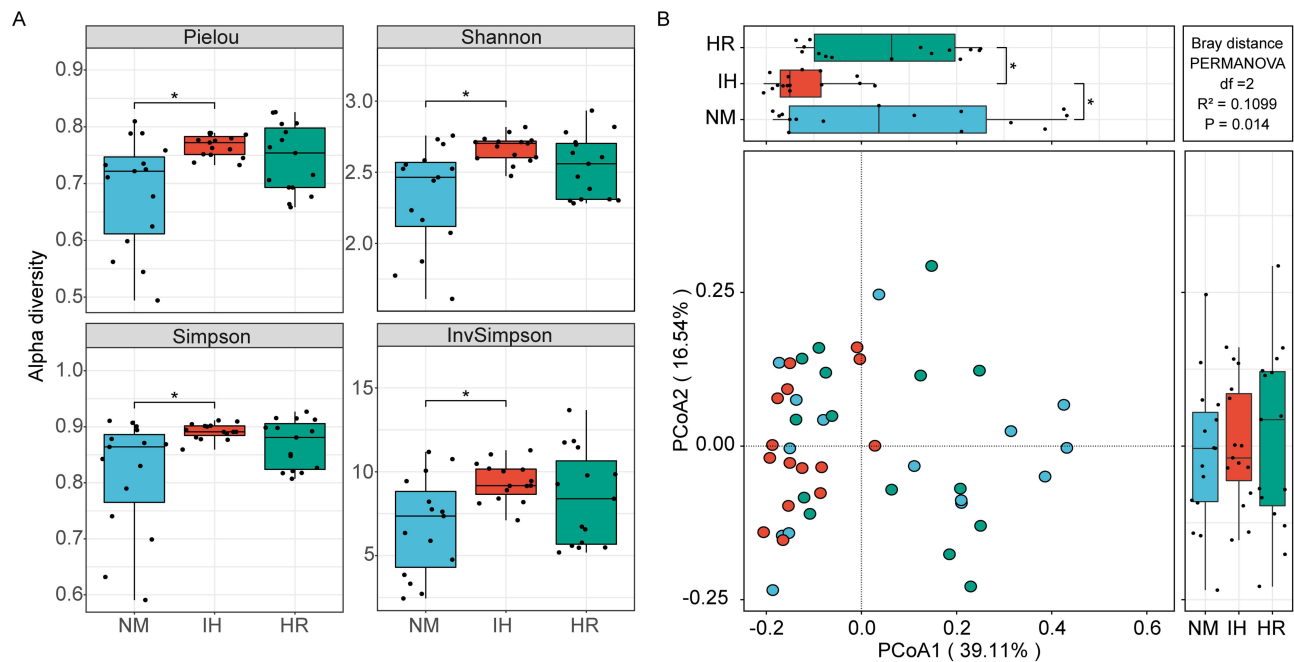 A
Pielou
Shannon
0.9
0.8
0.7
0.6
0.5
*
3.0
2.5
2.0
*
Alpha diversity
Simpson
InvSimpson
1.0
0.9
0.8
0.7
0.6
*
15
10
5
*
NM IH HR
NM IH HR
B
HR
IH
NM
*
*
Bray distance
PERMANOVA
df =2
R² = 0.1099
P = 0.014
PCoA2 ( 16.54% )
0.25
0.00
-0.25
-0.2 0.0 0.2 0.4 0.6
PCoA1 ( 39.11% )
NM IH HR